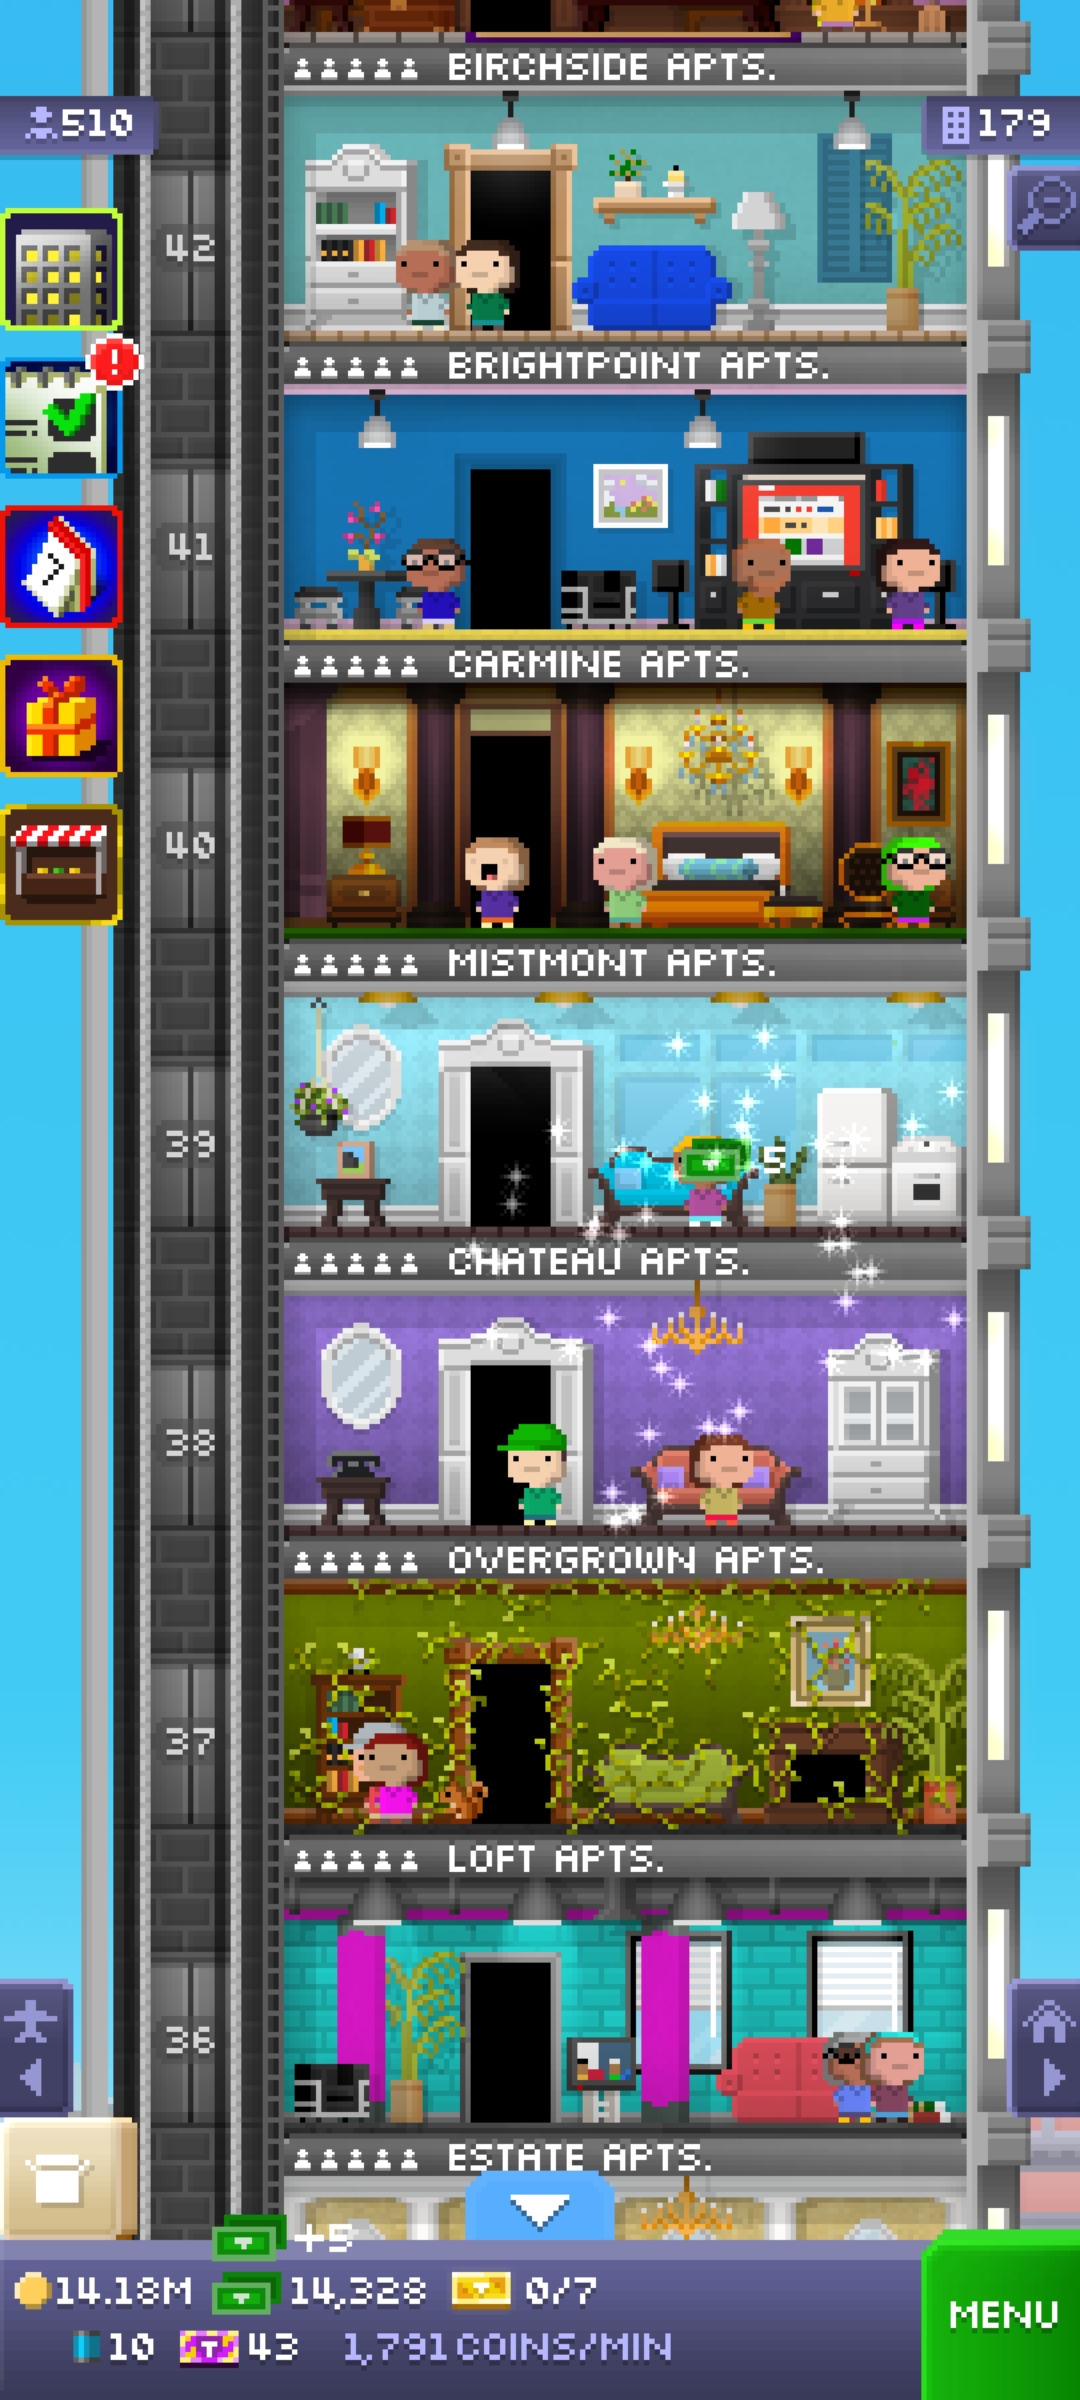 BIRCHSIDE APTS.
510
179
42
BRIGHTPOINT APTS.
!
41
7
CARMINE APTS.
40
MISTMONT APTS.
39
5
CHATEAU APTS.
38
OVERGROWN APTS.
37
LOFT APTS.
36
ESTATE APTS.
+5
14.18M 14,328 0/7
10 T 43 1,791 COINS/MIN
MENU